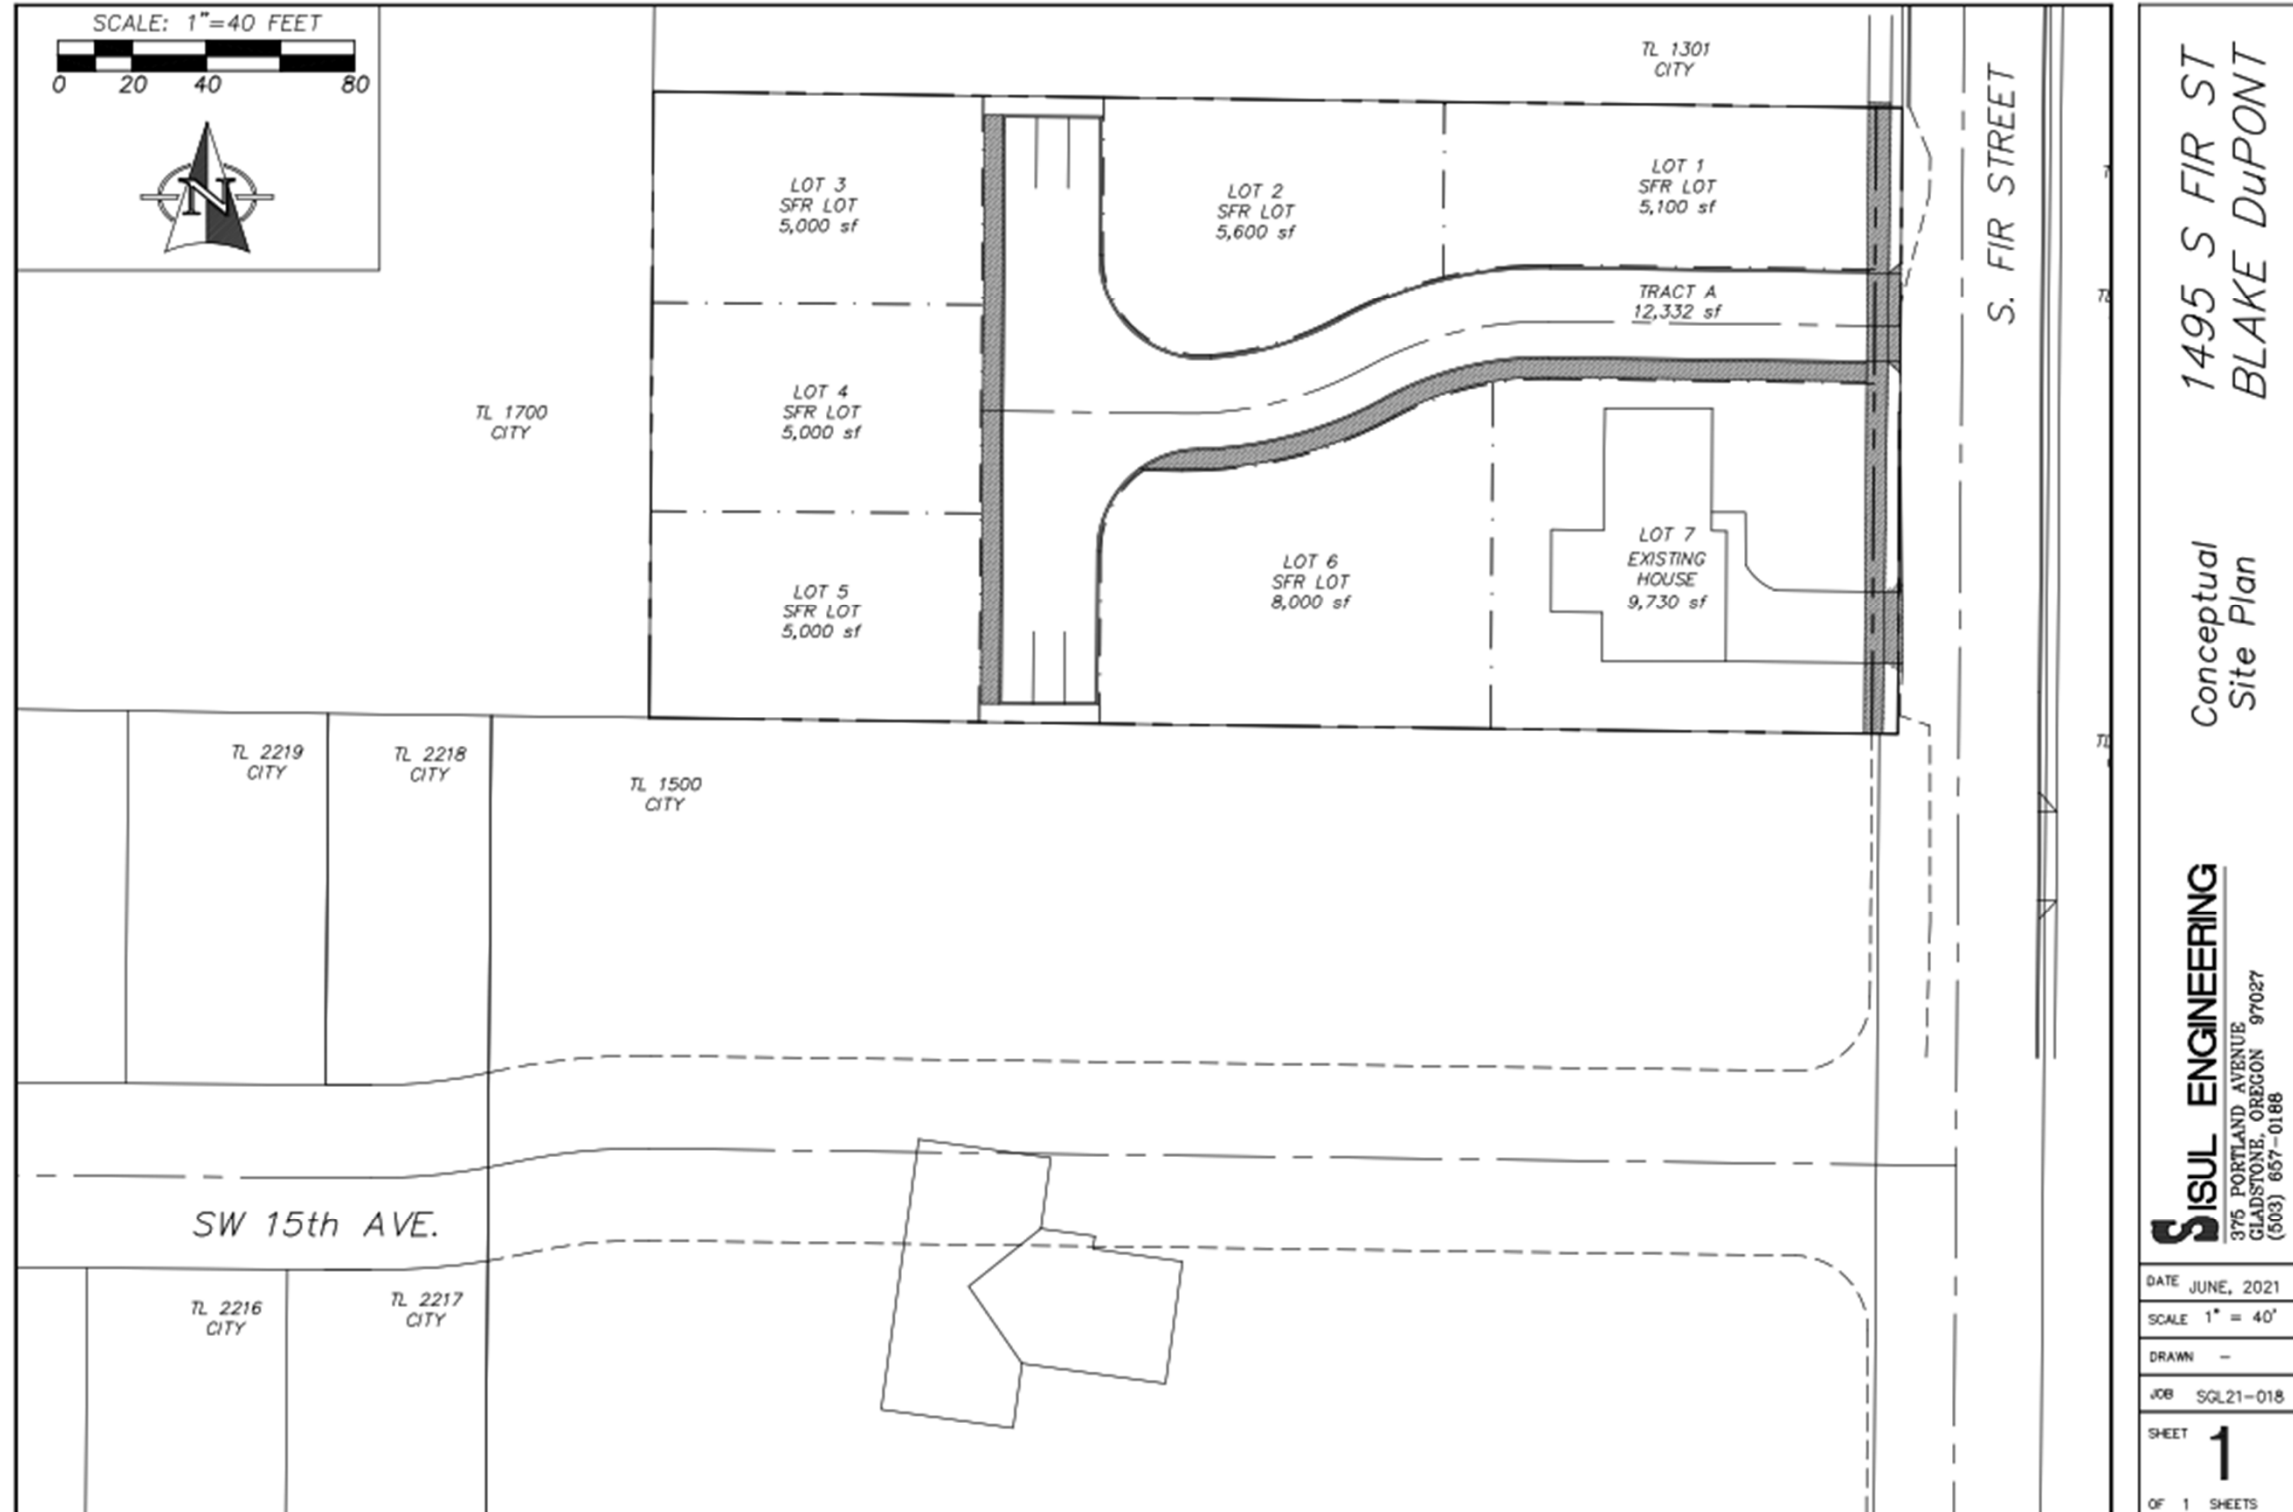 SCALE: 1"=40 FEET
0 20 40 80
N
TL 1301
CITY
S. FIR STREET
LOT 3
SFR LOT
5,000 sf
LOT 2
SFR LOT
5,600 sf
LOT 1
SFR LOT
5,100 sf
TRACT A
12,332 sf
TL 1700
CITY
LOT 4
SFR LOT
5,000 sf
LOT 5
SFR LOT
5,000 sf
LOT 6
SFR LOT
8,000 sf
LOT 7
EXISTING
HOUSE
9,730 sf
TL 2219
CITY
TL 2218
CITY
TL 1500
CITY
SW 15th AVE.
TL 2216
CITY
TL 2217
CITY
1495 S FIR ST
BLAKE DuPONT
Conceptual
Site Plan
SISUL ENGINEERING
375 PORTLAND AVENUE
GLADSTONE, OREGON 97027
(503) 657-0188
DATE JUNE, 2021
SCALE 1" = 40'
DRAWN -
JOB SGL21-018
SHEET 1
OF 1 SHEETS